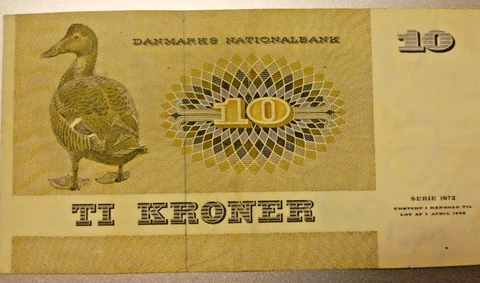 DANMARKS NATIONALBANK
10
10
TI KRONER
SERIE 1972
UDSTEDT I HENHOLD TIL
LOV AF 7 APRIL 1936